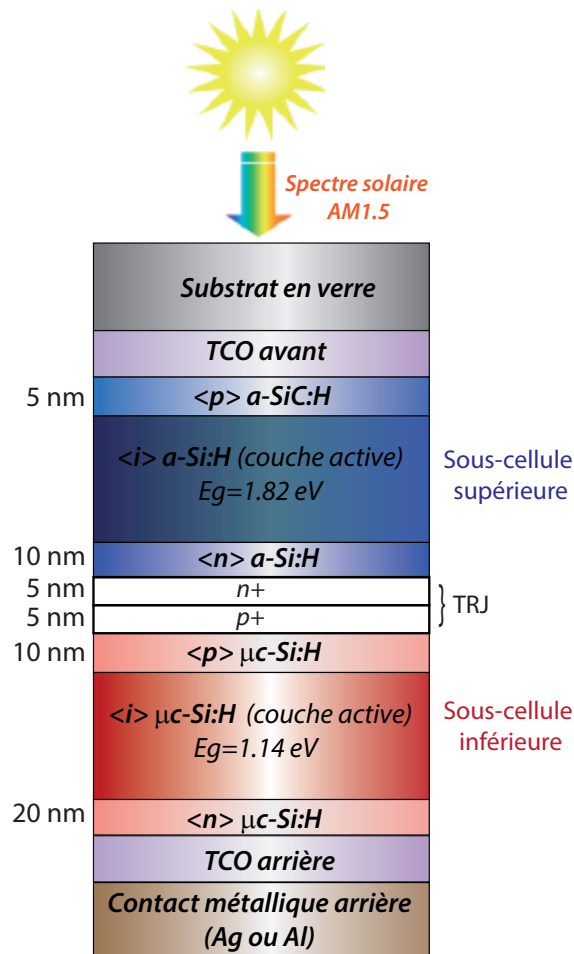 Spectre solaire
AM1.5
Substrat en verre
TCO avant
5 nm
<p> a-SiC:H
<i> a-Si:H (couche active)
Eg=1.82 eV
Sous-cellule
supérieure
10 nm
<n> a-Si:H
5 nm
n+
5 nm
p+
} TRJ
10 nm
<p> μc-Si:H
<i> μc-Si:H (couche active)
Eg=1.14 eV
Sous-cellule
inférieure
20 nm
<n> μc-Si:H
TCO arrière
Contact métallique arrière
(Ag ou Al)